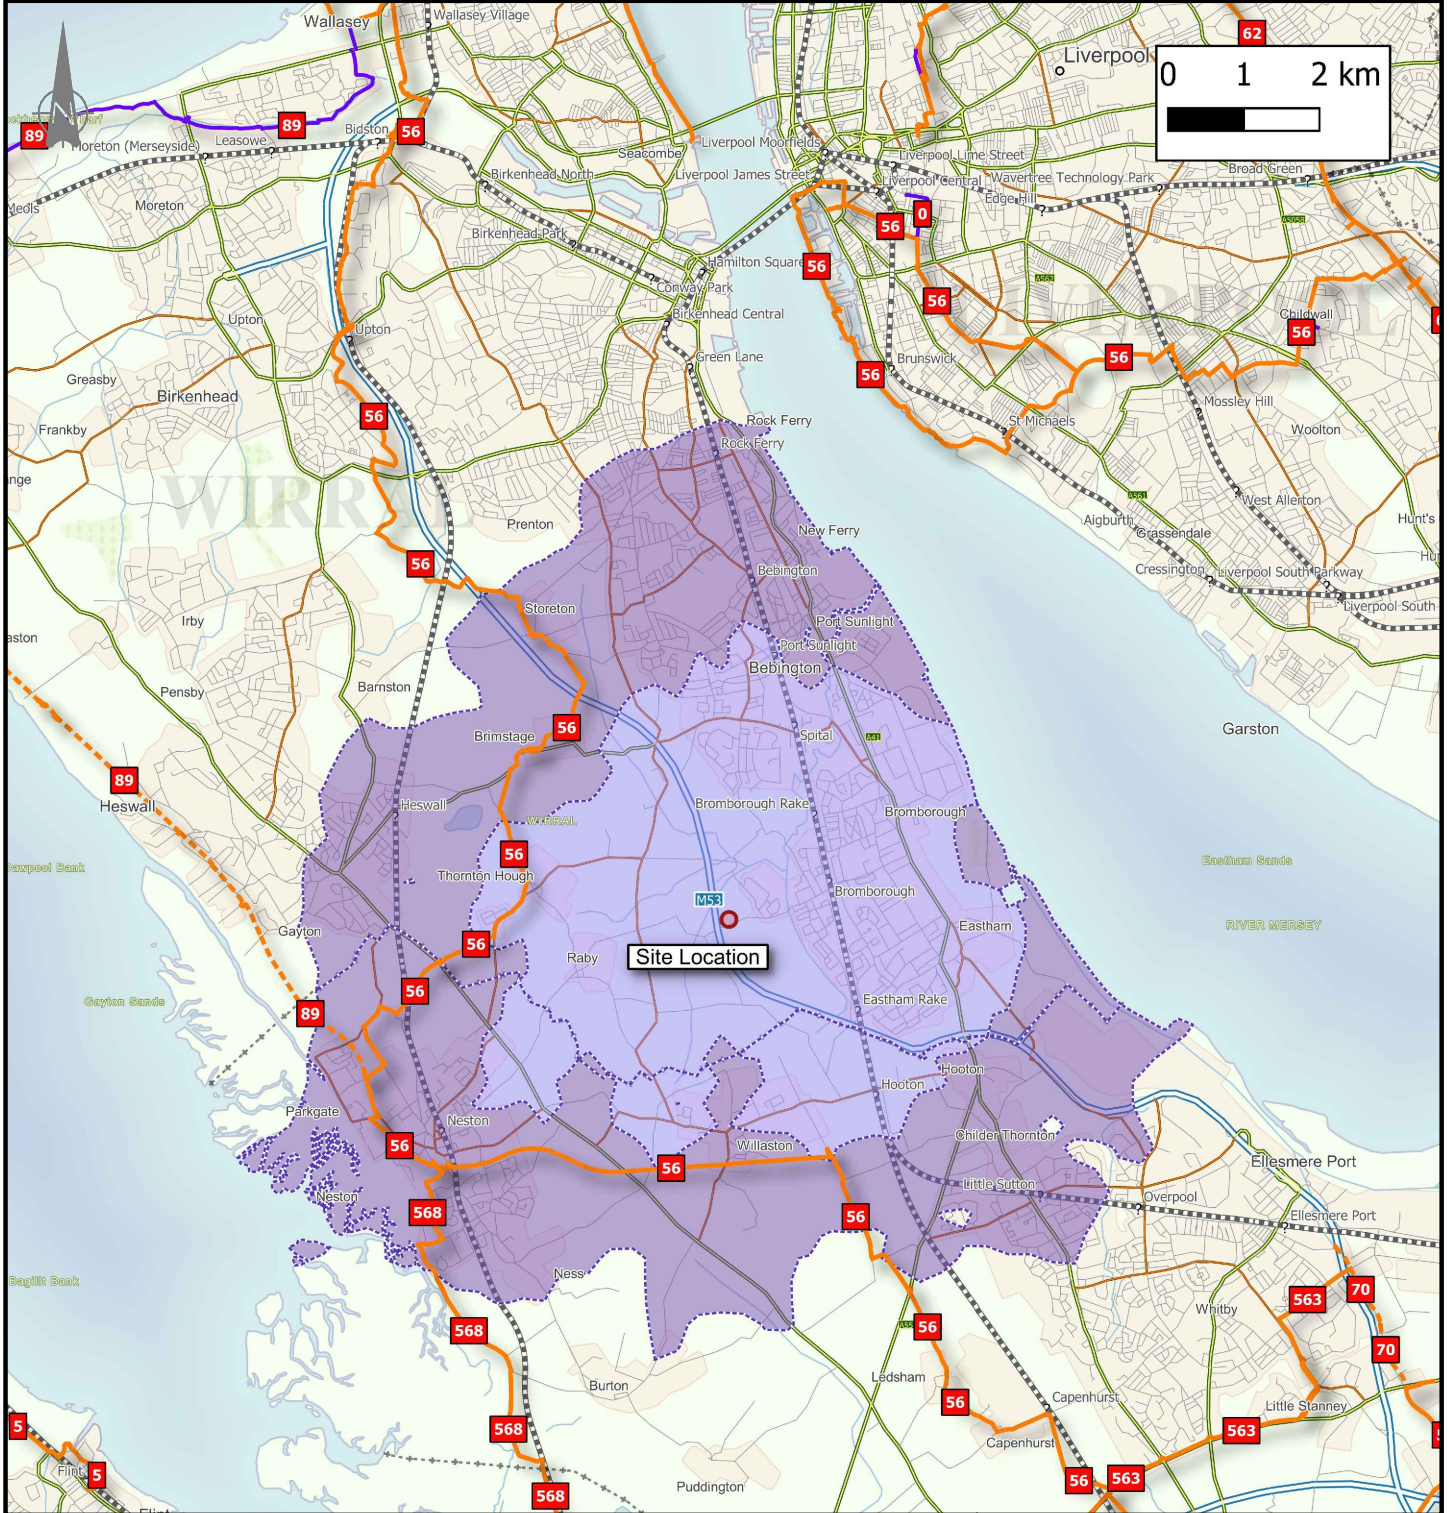 Wallasey
Wallasey Village
62
Liverpool
0 1 2 km
89
89
Leasowe
Bidston
56
Moreton (Merseyside)
Seacombe
Liverpool Moorfields
Liverpool Lime Street
Liverpool James Street
Liverpool Central
Wavertree Technology Park
Broad Green
Edge Hill
Birkenhead North
Meols
Moreton
Birkenhead Park
56
0
A5058
Hamilton Square
56
Conway Park
A562
LIVERPOOL
56
Birkenhead Central
Childwall
56
Upton
Upton
Green Lane
Brunswick
56
56
Greasby
Birkenhead
Mossley Hill
56
Frankby
Rock Ferry
Rock Ferry
St Michaels
Woolton
WIRRAL
A561
West Allerton
Prenton
New Ferry
Aigburth
Hunt's
Grassendale
56
Bebington
Cressington
Liverpool South Parkway
Liverpool South
Storeton
Irby
Port Sunlight
Port Sunlight
Bebington
Pensby
Barnston
Brimstage
56
Spital
A41
Garston
89
Heswall
Heswall
WIRRAL
Bromborough Rake
Bromborough
56
Dawpool Bank
Thornton Hough
Eastham Sands
M53
Bromborough
Gayton
56
Raby
Site Location
Eastham
RIVER MERSEY
Gayton Sands
56
89
Eastham Rake
Hooton
Hooton
Parkgate
Neston
56
56
Willaston
Childer Thornton
Ellesmere Port
Neston
568
Little Sutton
Overpool
56
Ellesmere Port
Bagillt Bank
Ness
563
70
Whitby
568
56
70
Ledsham
Burton
56
Capenhurst
Little Stanney
5
568
563
Capenhurst
Flint
5
Puddington
56
563
568
Flint